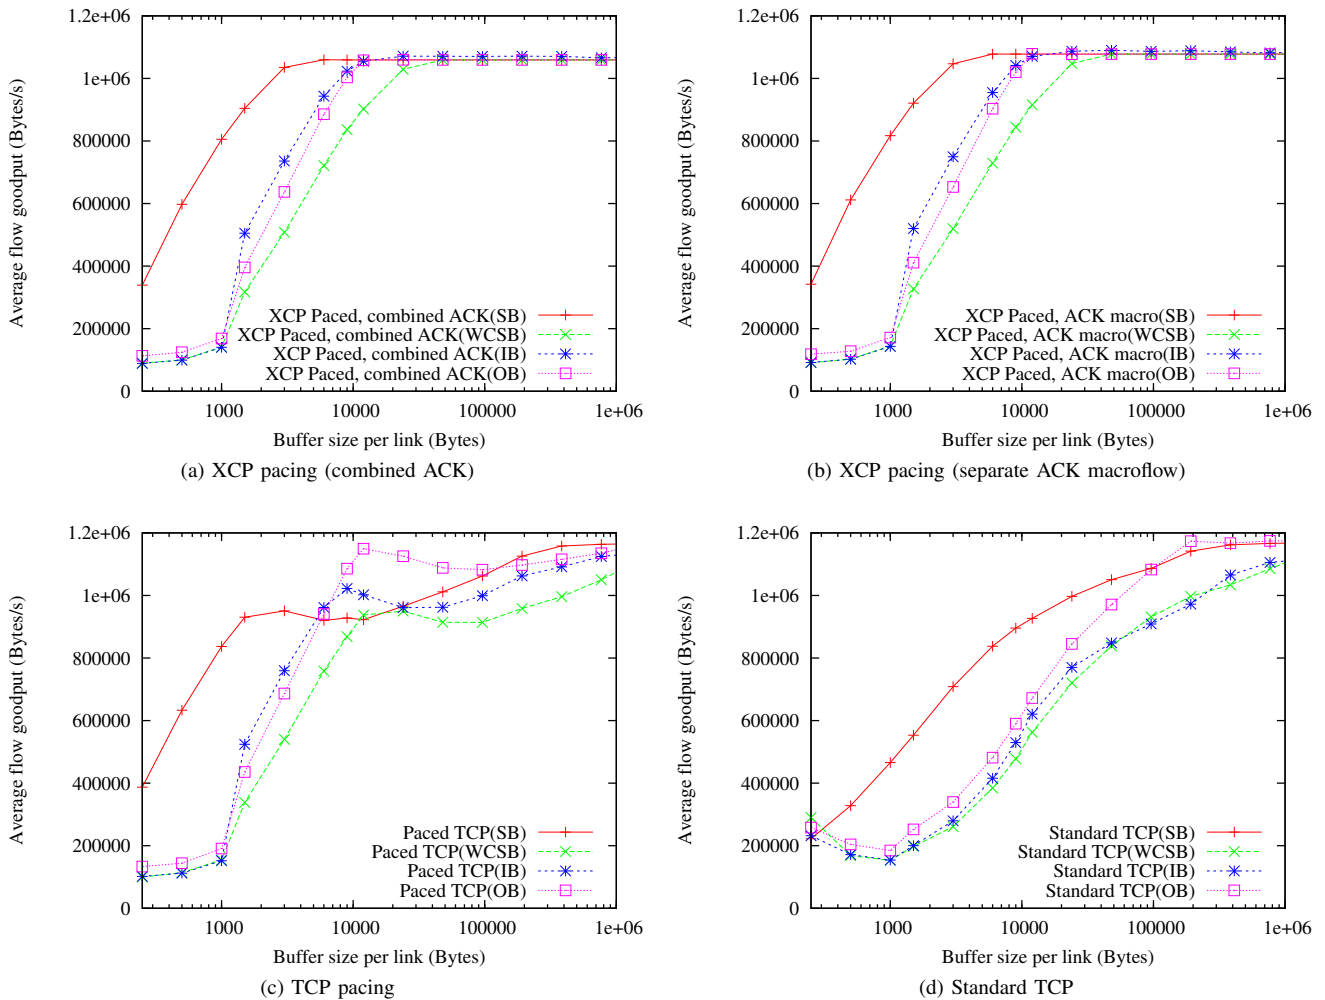 1.2e+06
1e+06
800000
600000
400000
200000
0
Average flow goodput (Bytes/s)
XCP Paced, combined ACK(SB)
XCP Paced, combined ACK(WCSB)
XCP Paced, combined ACK(IB)
XCP Paced, combined ACK(OB)
1000 10000 100000 1e+06
Buffer size per link (Bytes)
(a) XCP pacing (combined ACK)
1.2e+06
1e+06
800000
600000
400000
200000
0
Average flow goodput (Bytes/s)
XCP Paced, ACK macro(SB)
XCP Paced, ACK macro(WCSB)
XCP Paced, ACK macro(IB)
XCP Paced, ACK macro(OB)
1000 10000 100000 1e+06
Buffer size per link (Bytes)
(b) XCP pacing (separate ACK macroflow)
1.2e+06
1e+06
800000
600000
400000
200000
0
Average flow goodput (Bytes/s)
Paced TCP(SB)
Paced TCP(WCSB)
Paced TCP(IB)
Paced TCP(OB)
1000 10000 100000 1e+06
Buffer size per link (Bytes)
(c) TCP pacing
1.2e+06
1e+06
800000
600000
400000
200000
0
Average flow goodput (Bytes/s)
Standard TCP(SB)
Standard TCP(WCSB)
Standard TCP(IB)
Standard TCP(OB)
1000 10000 100000 1e+06
Buffer size per link (Bytes)
(d) Standard TCP